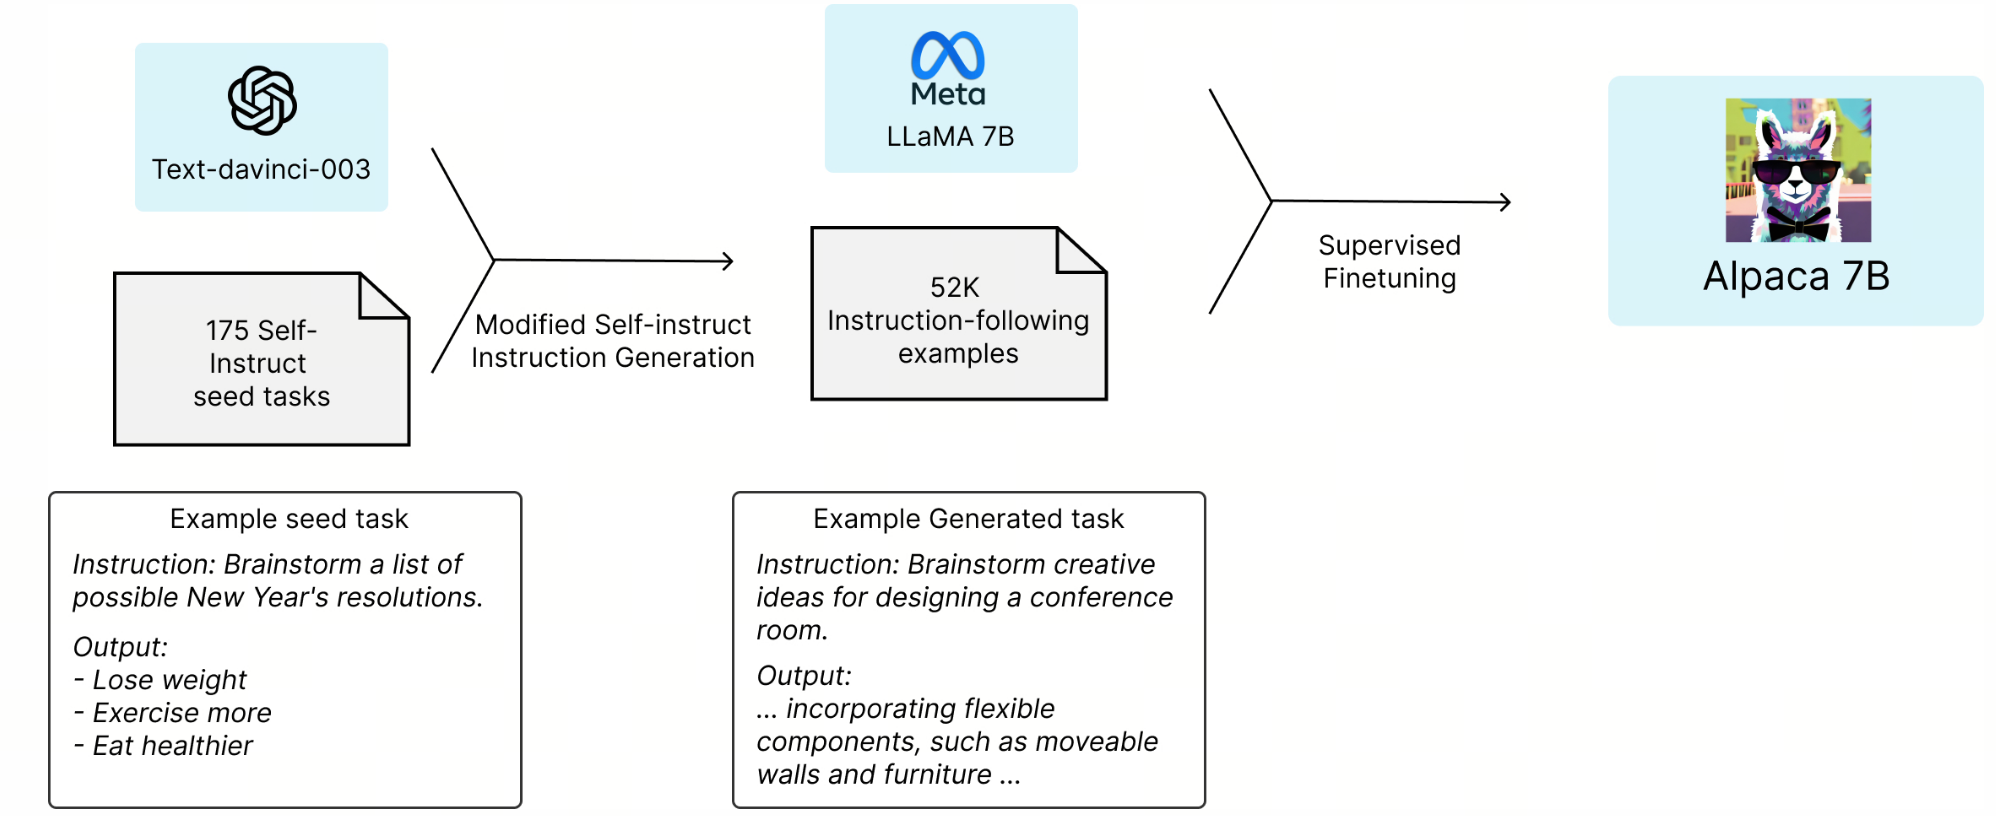 Text-davinci-003
175 Self-
Instruct
seed tasks
Modified Self-instruct
Instruction Generation
Meta
LLaMA 7B
52K
Instruction-following
examples
Supervised
Finetuning
Alpaca 7B
Example seed task
Instruction: Brainstorm a list of
possible New Year's resolutions.
Output:
- Lose weight
- Exercise more
- Eat healthier
Example Generated task
Instruction: Brainstorm creative
ideas for designing a conference
room.
Output:
... incorporating flexible
components, such as moveable
walls and furniture ...